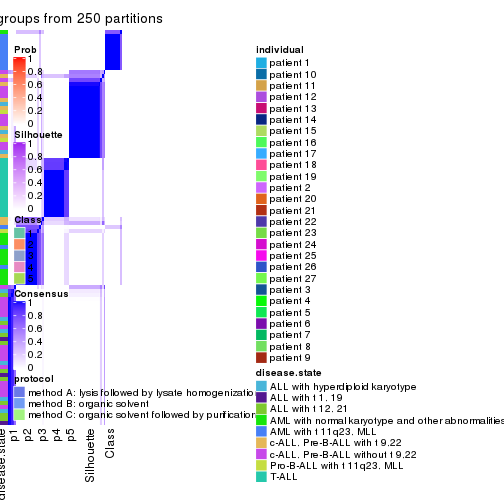 groups from 250 partitions
Prob
1
0.8
0.6
0.4
0.2
0
Silhouette
1
0.8
0.6
0.4
0.2
0
Class
1
2
3
4
Consensus
1
0.8
0.6
0.4
0.2
0
protocol
method A: lysis followed by lysate homogenizatio
method B: organic solvent
method C: organic solvent followed by purification
disease.state
p1
p2
p3
p4
p5
Silhouette
Class
individual
patient 1
patient 10
patient 11
patient 12
patient 13
patient 14
patient 15
patient 16
patient 17
patient 18
patient 19
patient 2
patient 20
patient 21
patient 22
patient 23
patient 24
patient 25
patient 26
patient 27
patient 3
patient 4
patient 5
patient 6
patient 7
patient 8
patient 9
disease.state
ALL with hyperdiploid karyotype
ALL with t 1. 19
ALL with t 12. 21
AML with normal karyotype and other abnormalities
AML with t 11q23. MLL
c-ALL. Pre-B-ALL with t 9.22
c-ALL. Pre-B-ALL without t 9.22
Pro-B-ALL with t 11q23. MLL
T-ALL